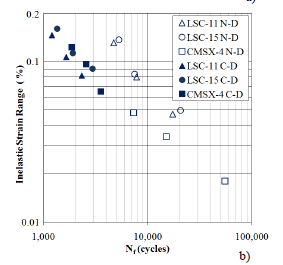 0.2
LSC-11 N-D
LSC-15 N-D
CMSX-4 N-D
LSC-11 C-D
LSC-15 C-D
CMSX-4 C-D
0.1
Inelastic Strain Range (%)
0.01
1,000
10,000
100,000
Nf (cycles)
b)